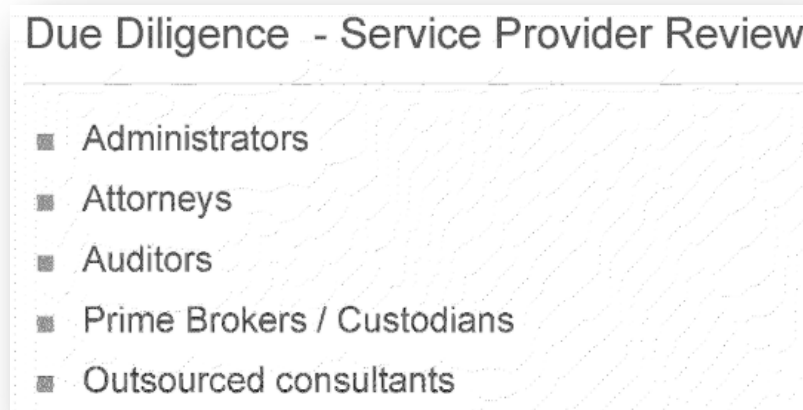 Due Diligence - Service Provider Review
Administrators
Attorneys
Auditors
Prime Brokers / Custodians
Outsourced consultants